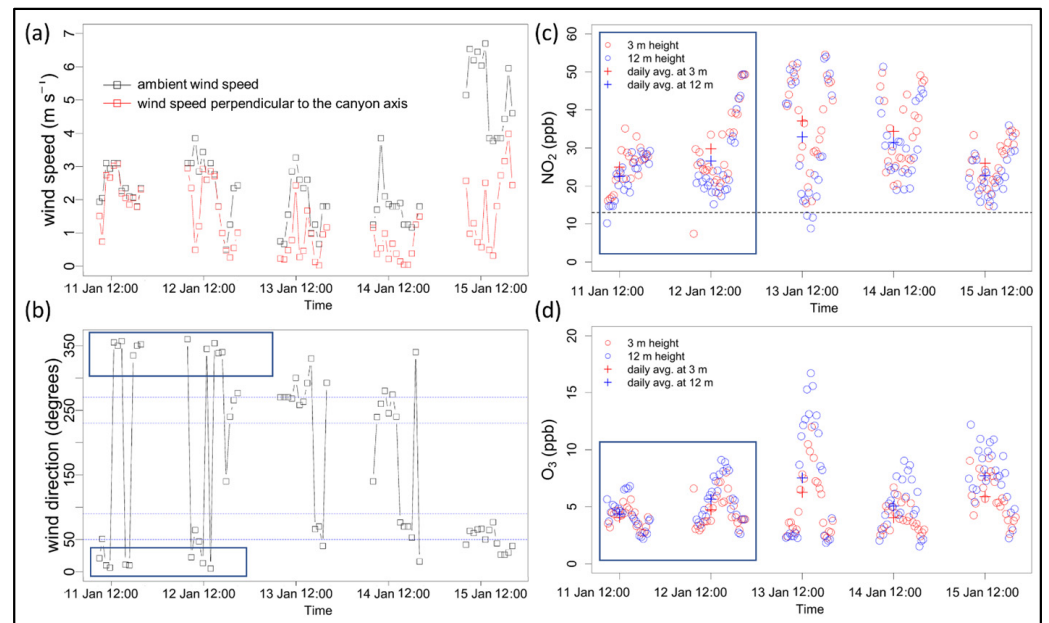 (a)
wind speed (m s⁻¹)
7
6
5
4
3
2
1
0
ambient wind speed
wind speed perpendicular to the canyon axis
11 Jan 12:00 12 Jan 12:00 13 Jan 12:00 14 Jan 12:00 15 Jan 12:00
Time
(b)
wind direction (degrees)
350
250
150
50
0
11 Jan 12:00 12 Jan 12:00 13 Jan 12:00 14 Jan 12:00 15 Jan 12:00
Time
(c)
NO₂ (ppb)
60
50
40
30
20
10
0
3 m height
12 m height
daily avg. at 3 m
daily avg. at 12 m
11 Jan 12:00 12 Jan 12:00 13 Jan 12:00 14 Jan 12:00 15 Jan 12:00
Time
(d)
O₃ (ppb)
20
15
10
5
0
3 m height
12 m height
daily avg. at 3 m
daily avg. at 12 m
11 Jan 12:00 12 Jan 12:00 13 Jan 12:00 14 Jan 12:00 15 Jan 12:00
Time